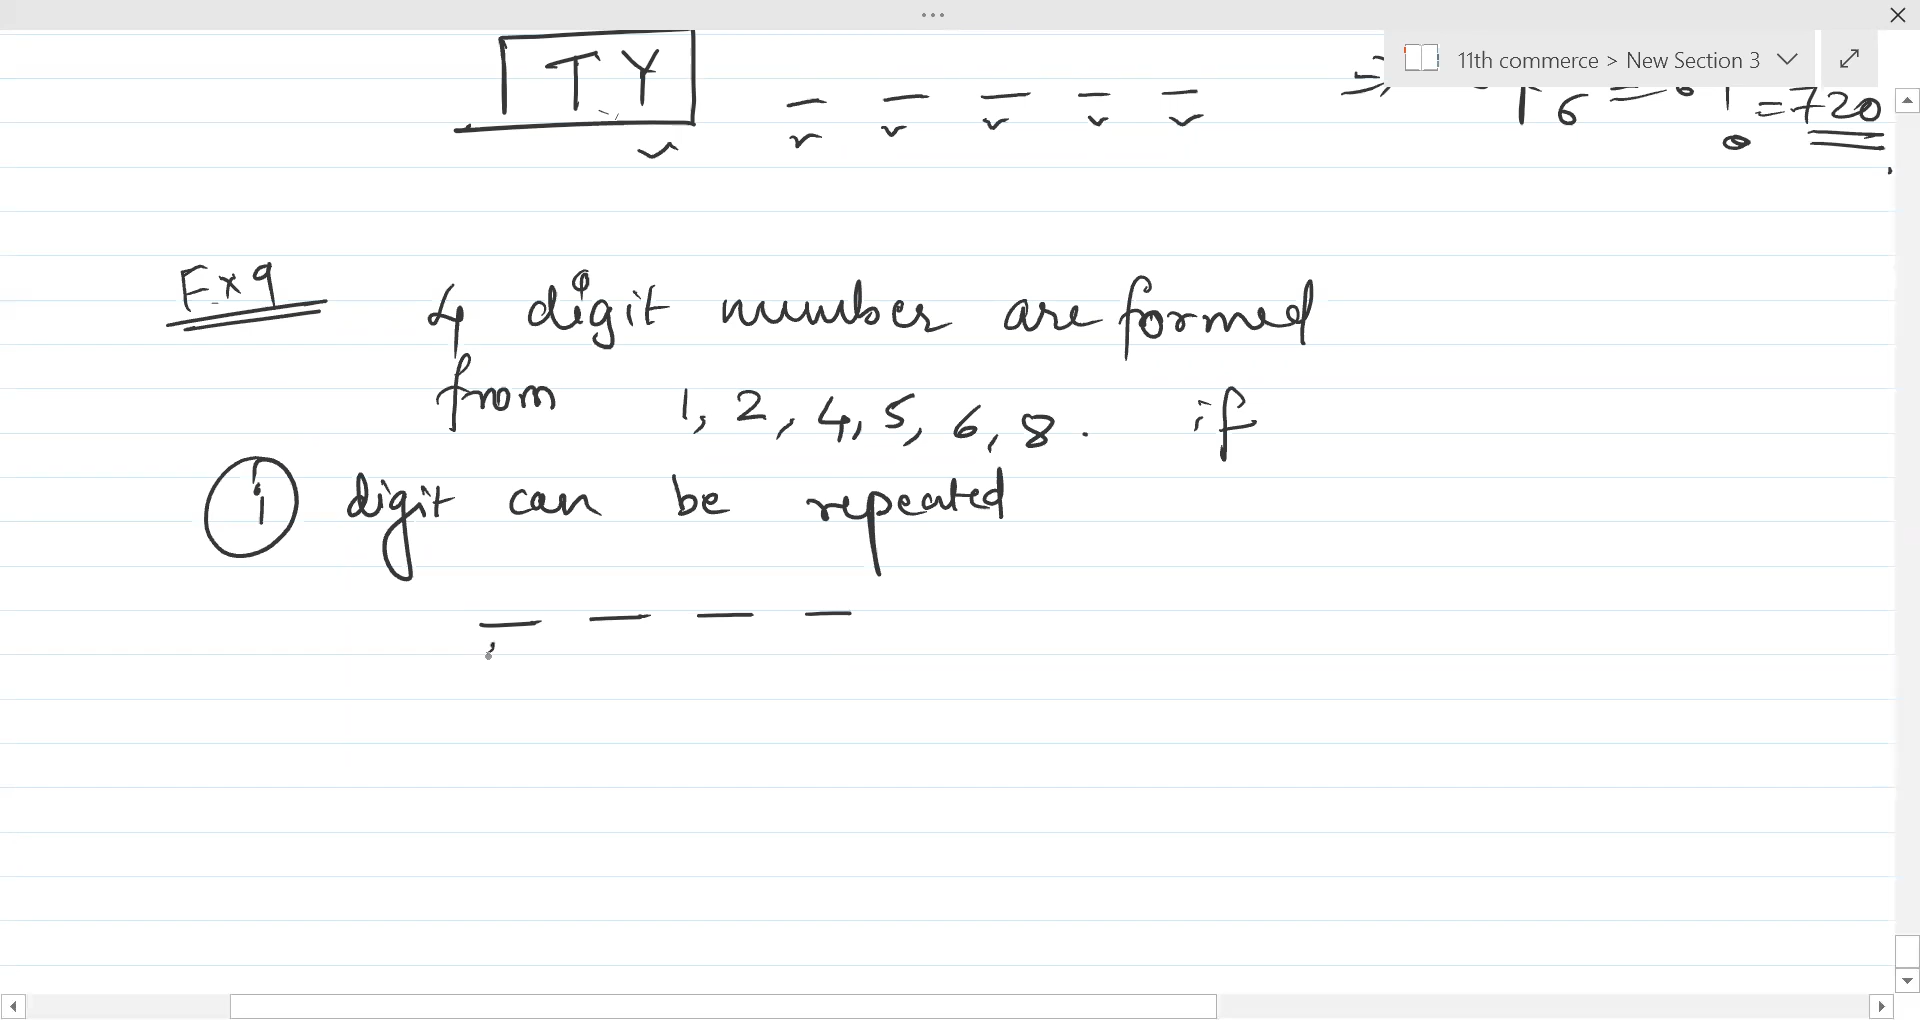 11th commerce > New Section 3
TY
= 720
Ex 9 4 digit number are formed
from 1, 2, 4, 5, 6, 8. if
i digit can be repeated